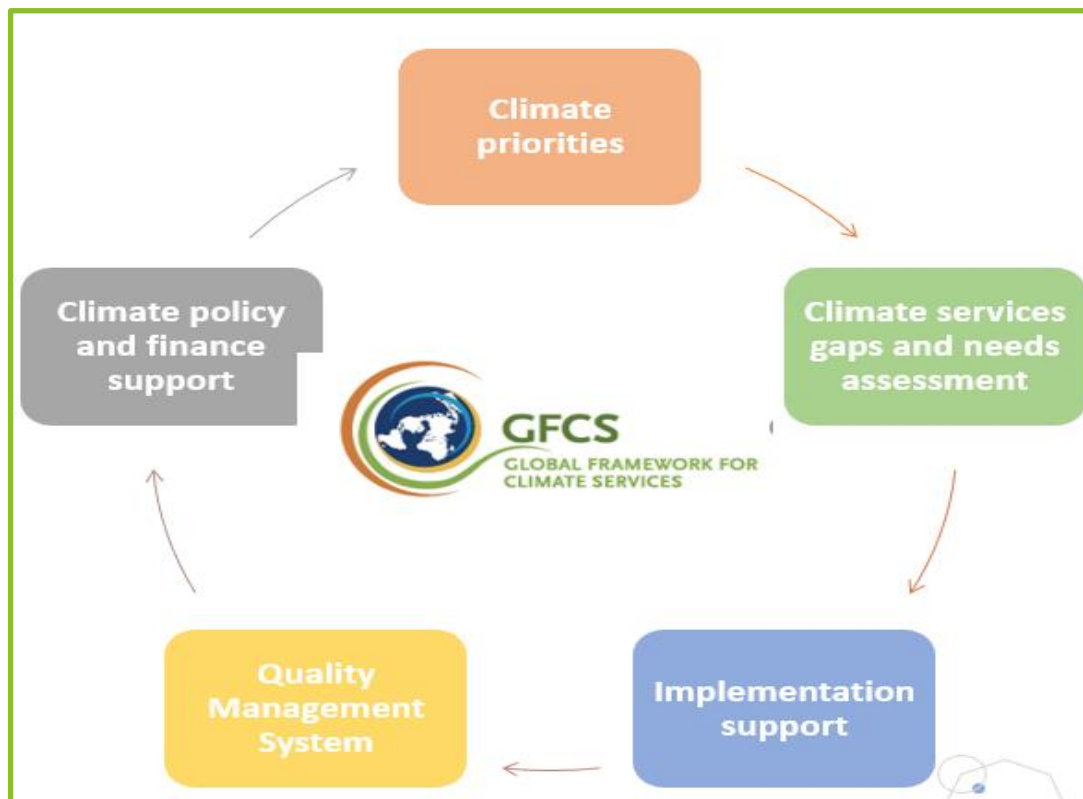 Climate
priorities
Climate services
gaps and needs
assessment
Implementation
support
Quality
Management
System
Climate policy
and finance
support
GFCS
GLOBAL FRAMEWORK FOR
CLIMATE SERVICES